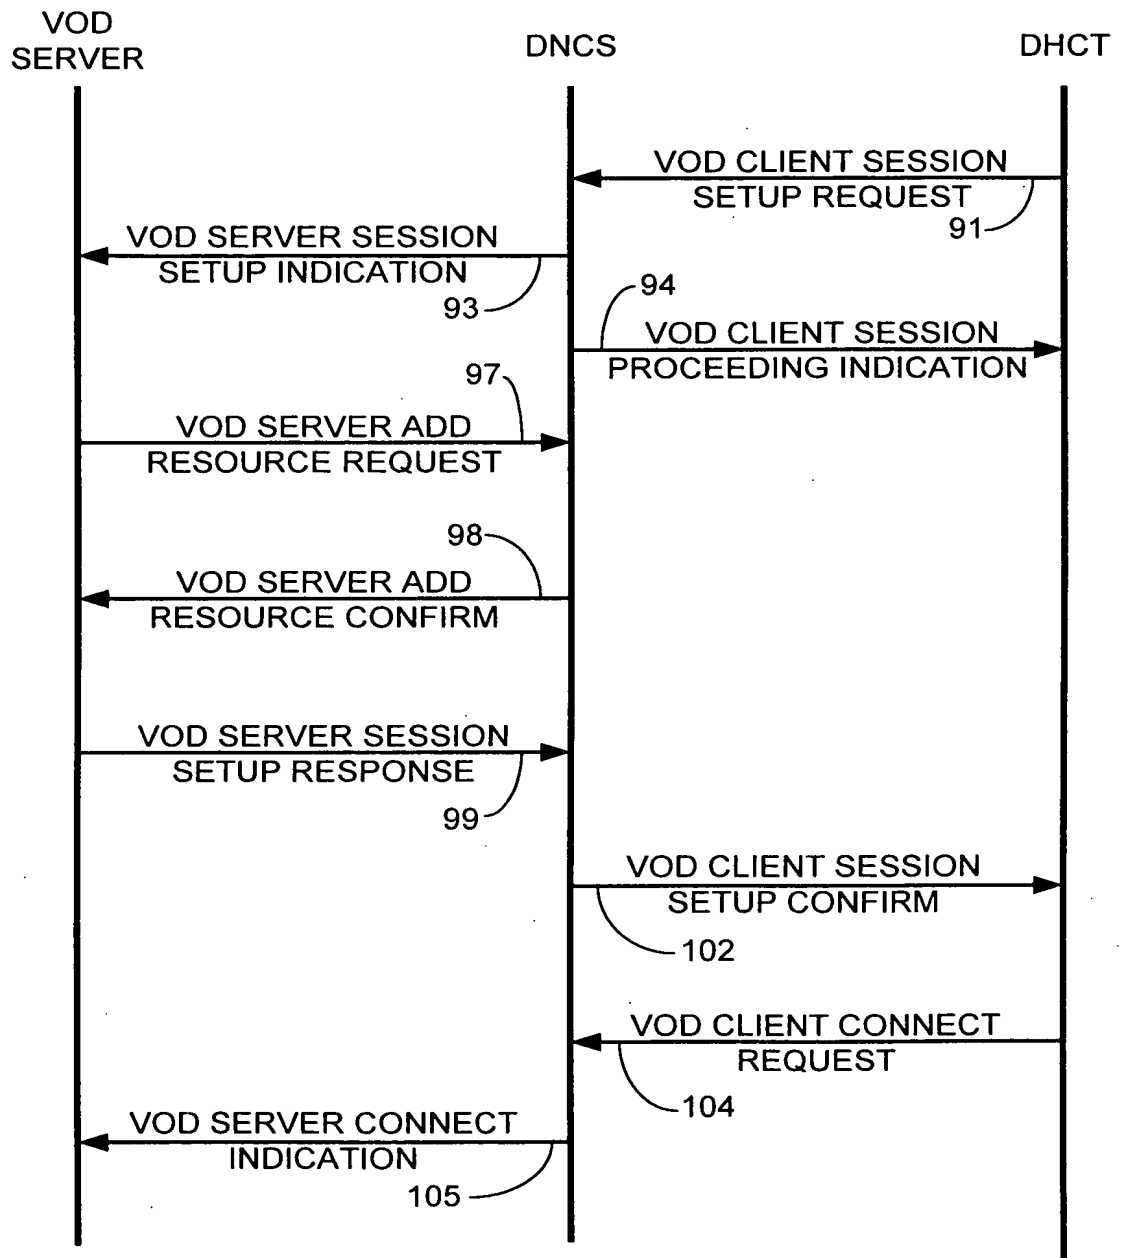 VOD
SERVER
DNCS
DHCT
VOD CLIENT SESSION
SETUP REQUEST
91
VOD SERVER SESSION
SETUP INDICATION
93
94
VOD CLIENT SESSION
PROCEEDING INDICATION
97
VOD SERVER ADD
RESOURCE REQUEST
98
VOD SERVER ADD
RESOURCE CONFIRM
VOD SERVER SESSION
SETUP RESPONSE
99
VOD CLIENT SESSION
SETUP CONFIRM
102
VOD CLIENT CONNECT
REQUEST
104
VOD SERVER CONNECT
INDICATION
105